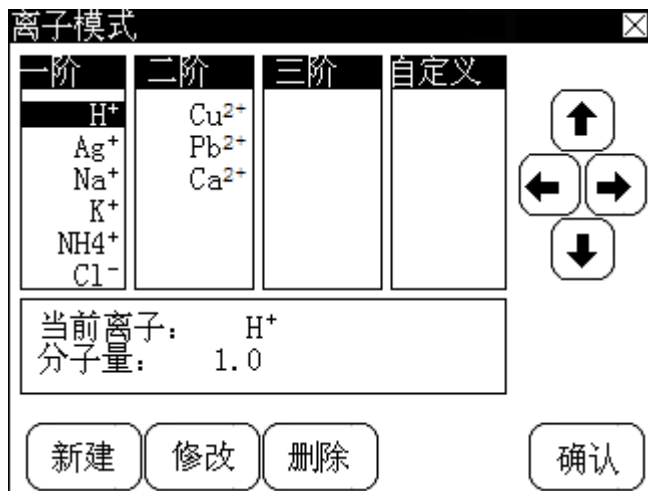 离子模式
一阶 二阶 三阶 自定义
H⁺ Cu²⁺
Ag⁺ Pb²⁺
Na⁺ Ca²⁺
K⁺
NH4⁺
Cl⁻
当前离子： H⁺
分子量： 1.0
新建 修改 删除 确认